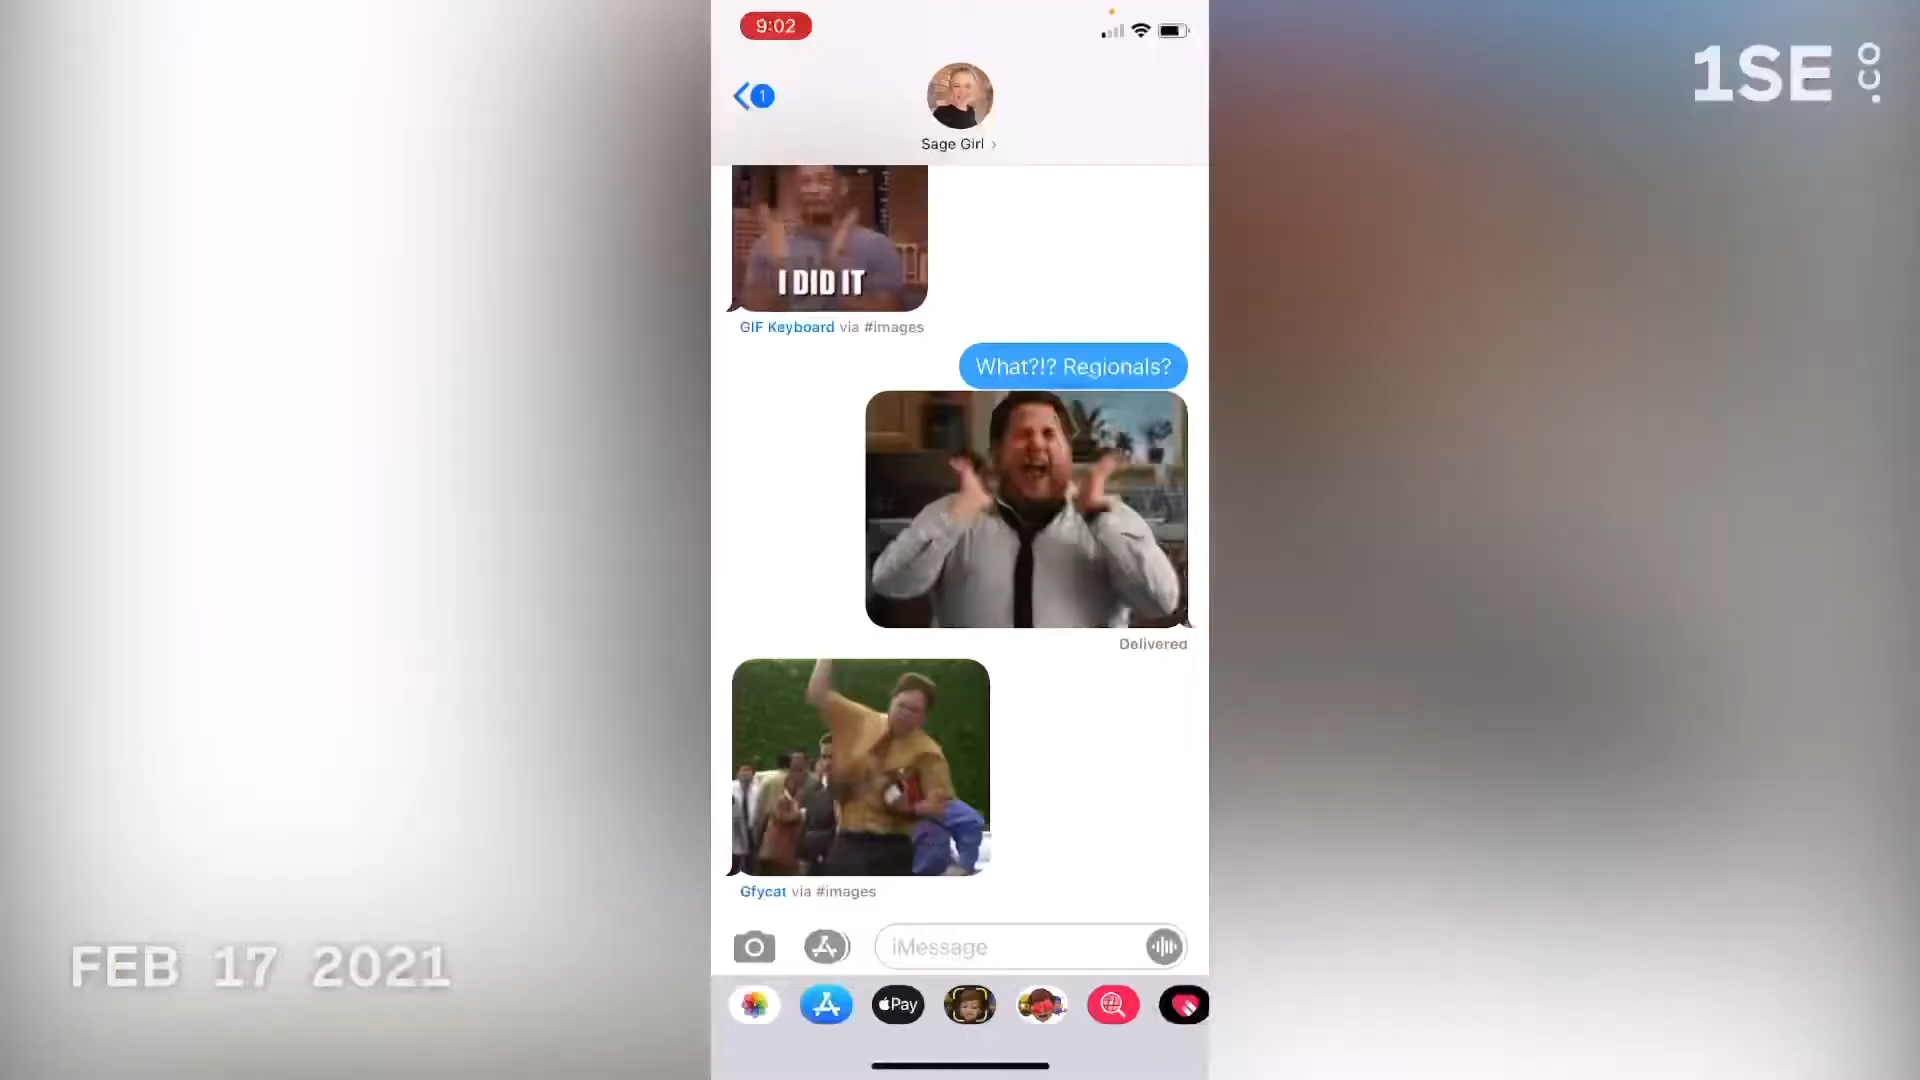 9:02
1SE .co
1
Sage Girl
I DID IT
GIF Keyboard via #images
What?!? Regionals?
Delivered
Gfycat via #images
iMessage
FEB 17 2021
Pay